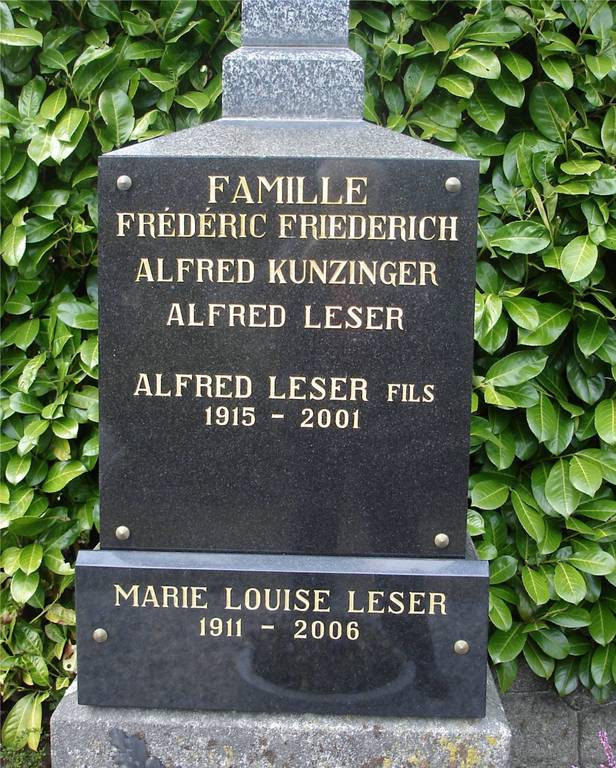 FAMILLE
FRÉDÉRIC FRIEDERICH
ALFRED KUNZINGER
ALFRED LESER
ALFRED LESER FILS
1915 - 2001
MARIE LOUISE LESER
1911 - 2006